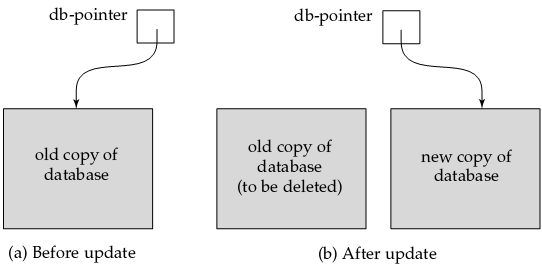 db-pointer
old copy of
database
(a) Before update
db-pointer
old copy of
database
(to be deleted)
new copy of
database
(b) After update